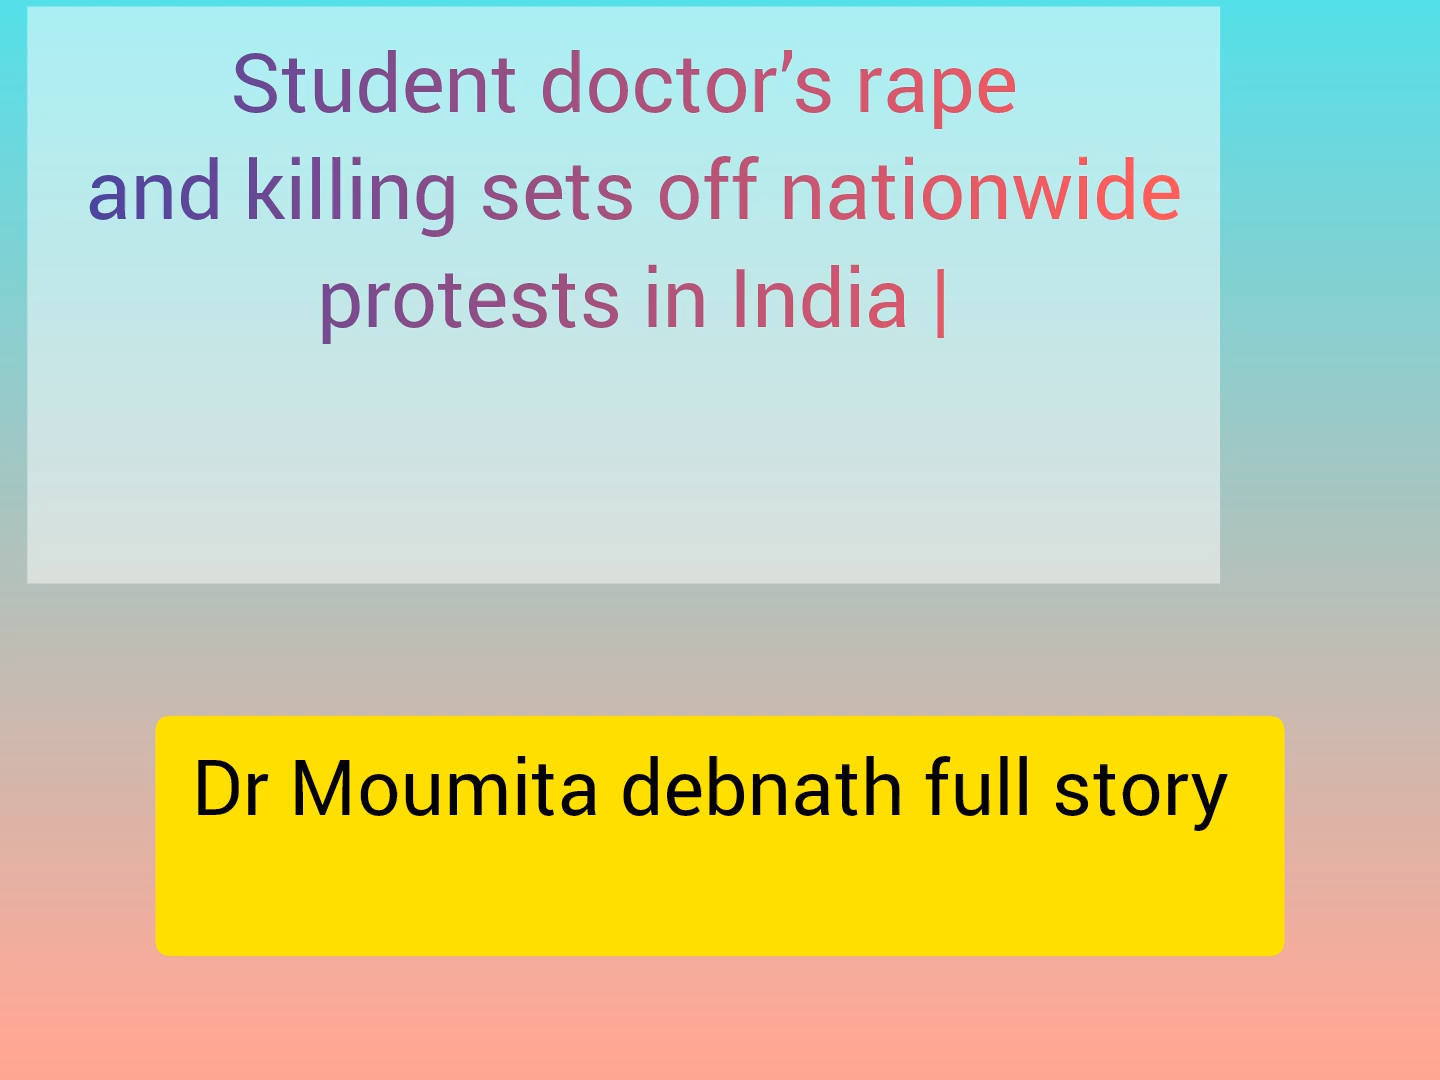 Student doctor’s rape
and killing sets off nationwide
protests in India |
Dr Moumita debnath full story